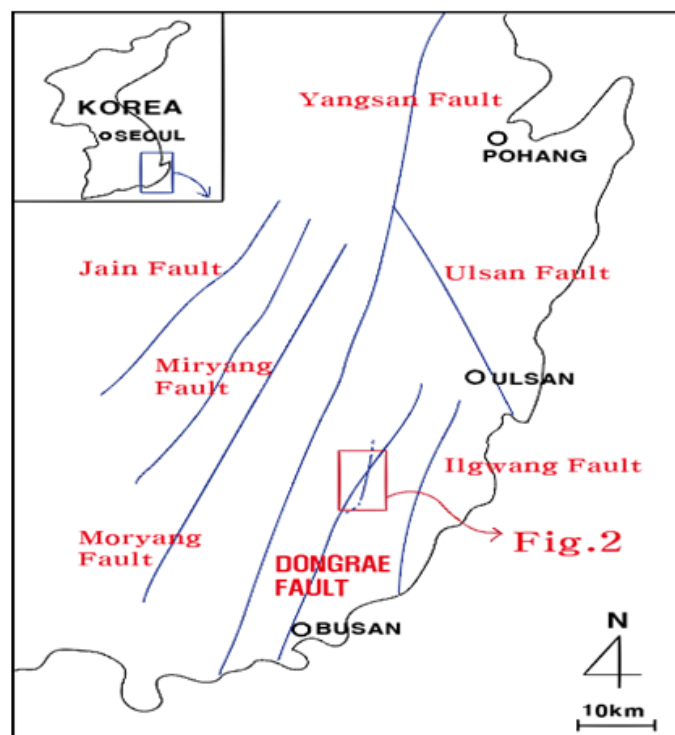 Yangsan Fault
KOREA
SEOUL
POHANG
Jain Fault
Ulsan Fault
Miryang
Fault
ULSAN
Ilgwang Fault
Moryang
Fault
Fig.2
DONGRAE
FAULT
BUSAN
N
10km